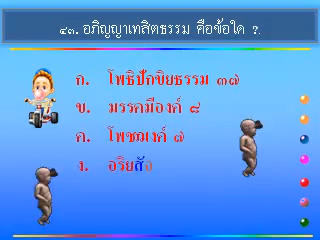 ๔๓. อภิญญาเทสิตธรรม คือข้อใด ?.
ก. โพธิปักขิยธรรม ๓๗
ข. มรรคมีองค์ ๘
ค. โพชฌงค์ ๗
ง. อริยสัจ